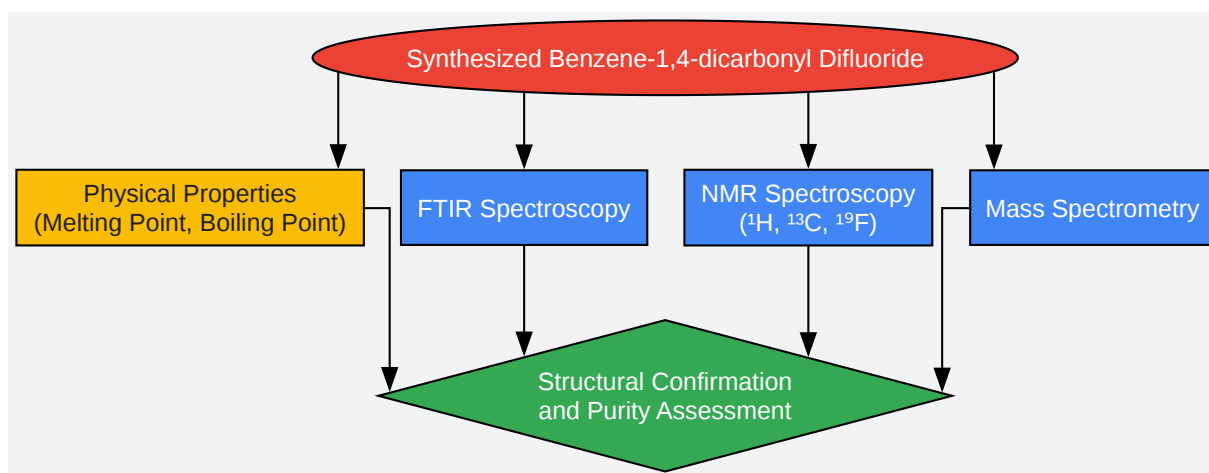 Synthesized Benzene-1,4-dicarbonyl Difluoride
Physical Properties
(Melting Point, Boiling Point)
FTIR Spectroscopy
NMR Spectroscopy
(¹H, ¹³C, ¹⁹F)
Mass Spectrometry
Structural Confirmation
and Purity Assessment